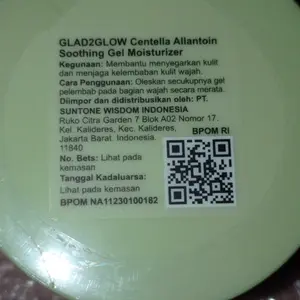 GLAD2GLOW Centella Allantoin
Soothing Gel Moisturizer
Kegunaan: Membantu menyegarkan kulit
dan menjaga kelembaban kulit wajah.
Cara Penggunaan: Oleskan secukupnya gel
pelembab pada bagian wajah secara merata.
Diimpor dan didistribusikan oleh: PT.
SUNTONE WISDOM INDONESIA
Ruko Citra Garden 7 Blok A02 Nomor 17.
Kel. Kalideres, Kec. Kalideres,
Jakarta Barat. Indonesia.
11840
BPOM RI
No. Bets: Lihat pada
kemasan
Tanggal Kadaluarsa:
Lihat pada kemasan
BPOM NA11230100182